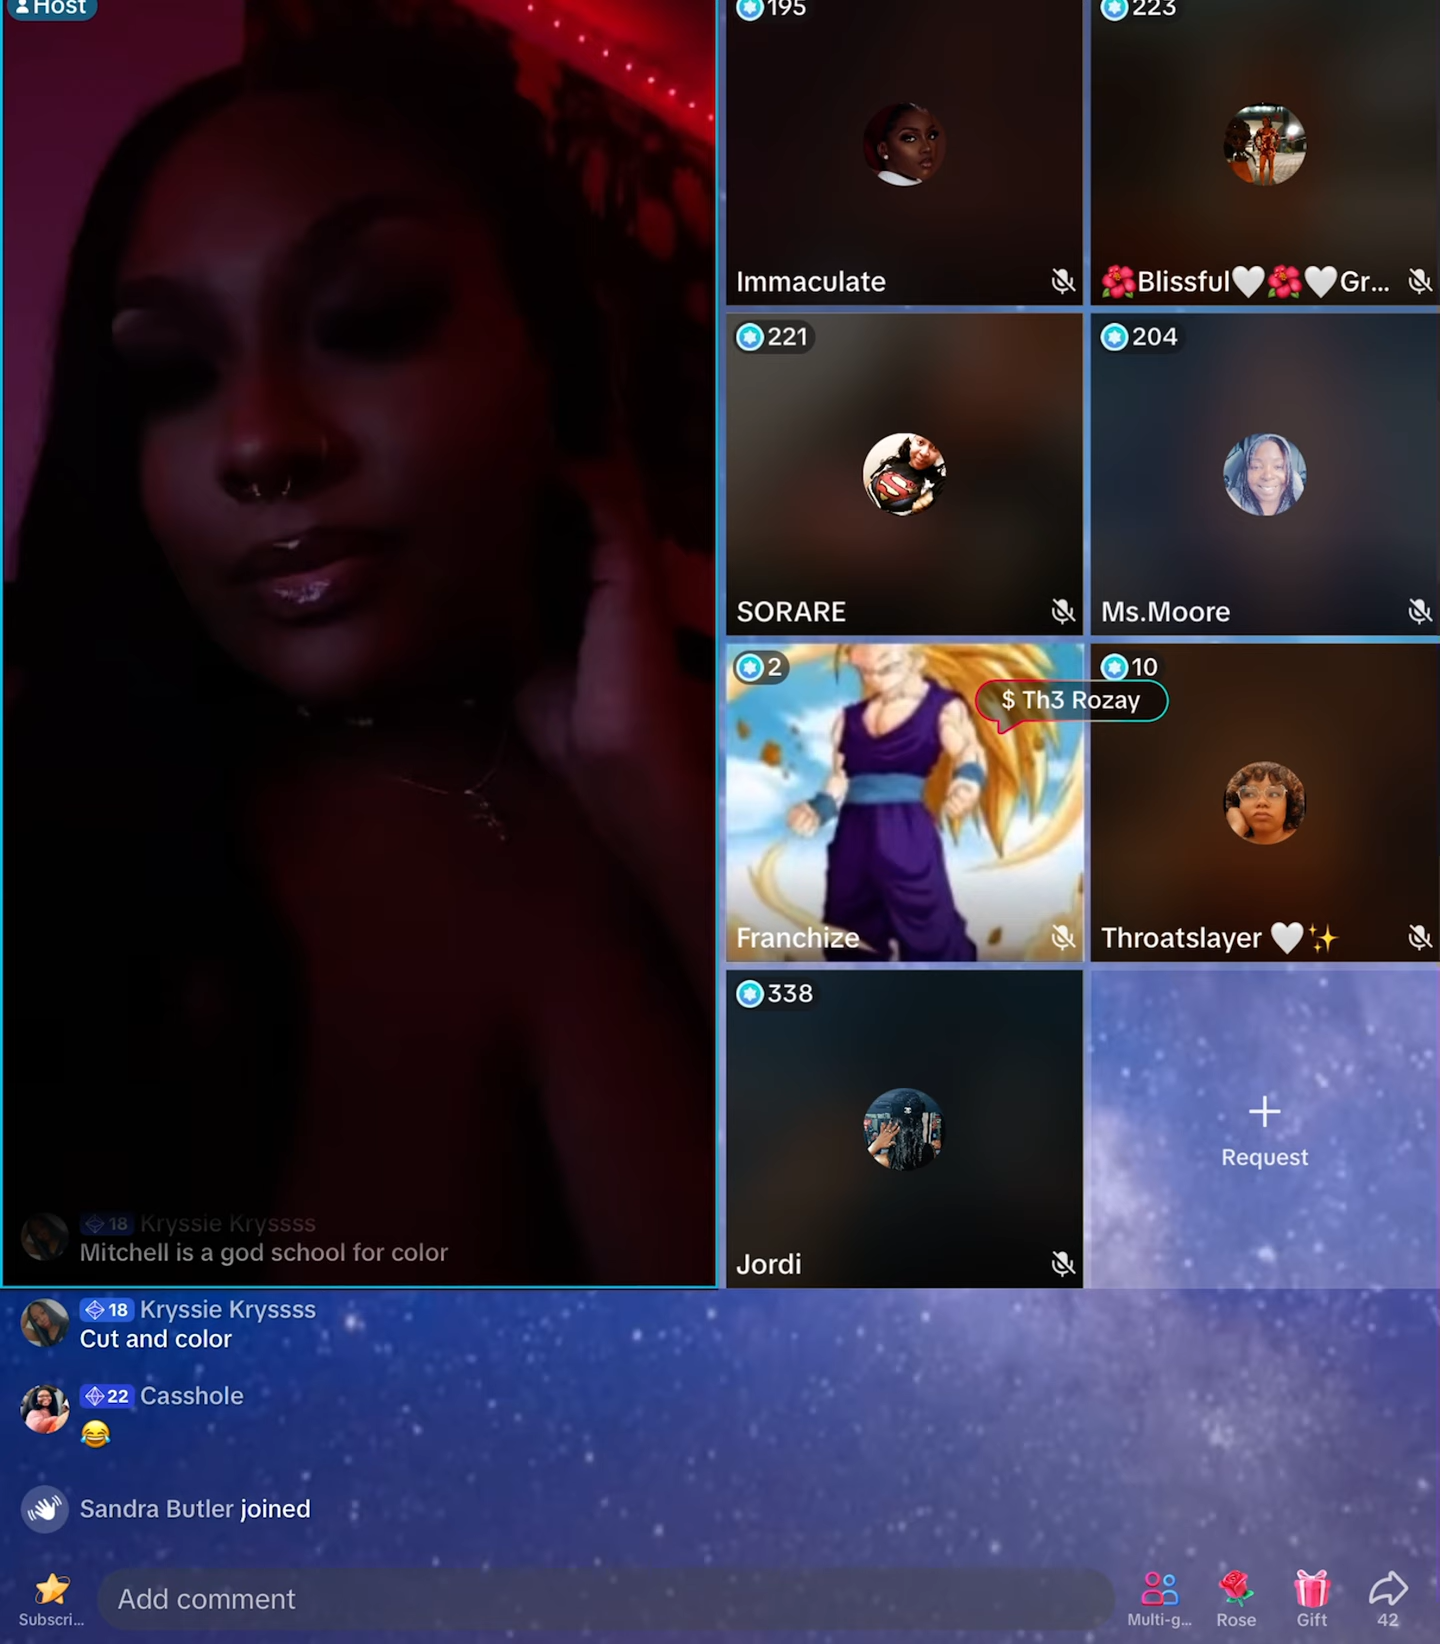 Host
195
223
Immaculate
🌺Blissful🤍🌺🤍Gr...
221
204
SORARE
Ms.Moore
2
10
$ Th3 Rozay
Franchize
Throatslayer 🤍✨
338
Request
Jordi
18 Kryssie Kryssss
Mitchell is a god school for color
18 Kryssie Kryssss
Cut and color
22 Casshole
😂
Sandra Butler joined
Add comment
Subscri...
Multi-g...
Rose
Gift
42